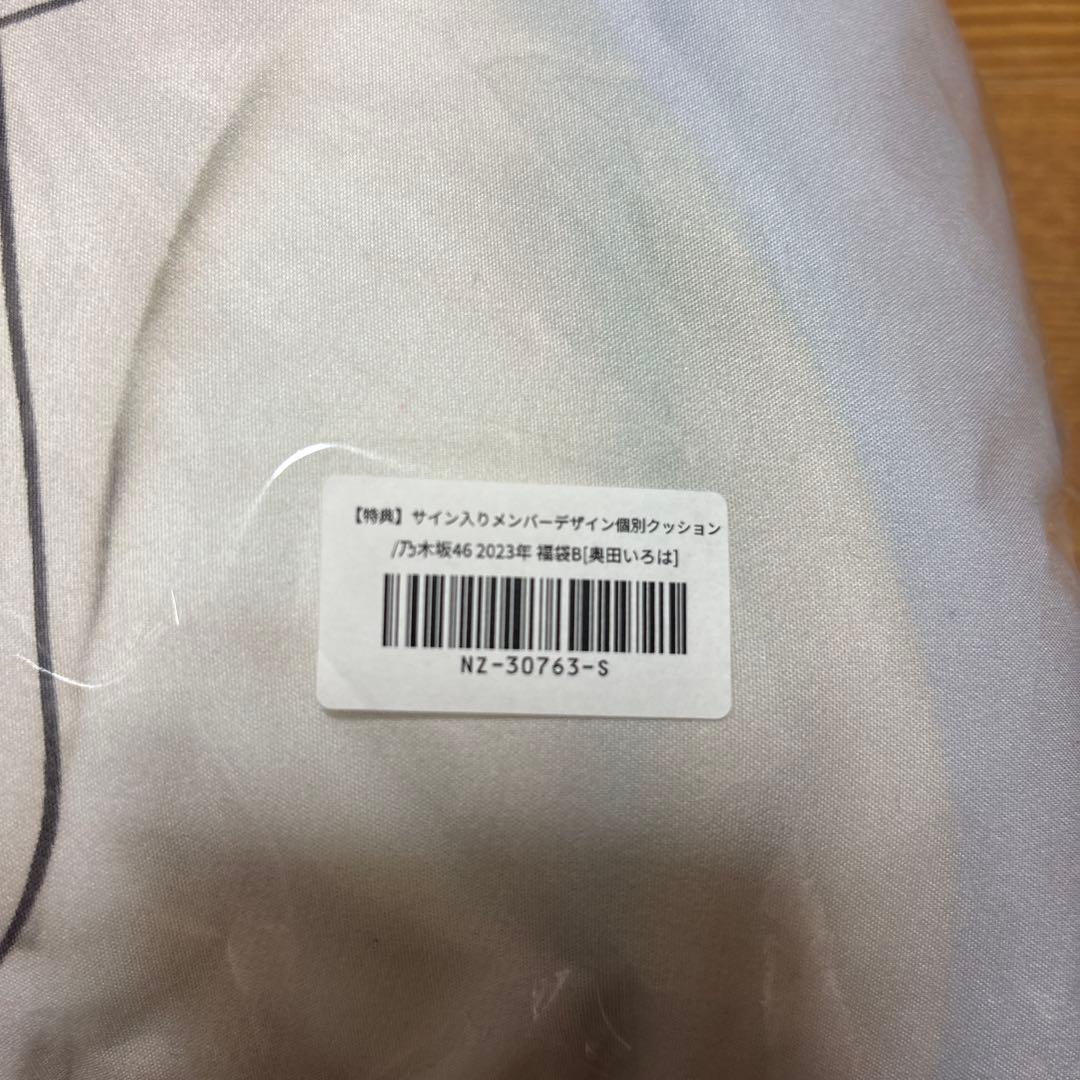 【特典】サイン入りメンバーデザイン個別クッション
/乃木坂46 2023年 福袋B[奥田いろは]
NZ-30763-S